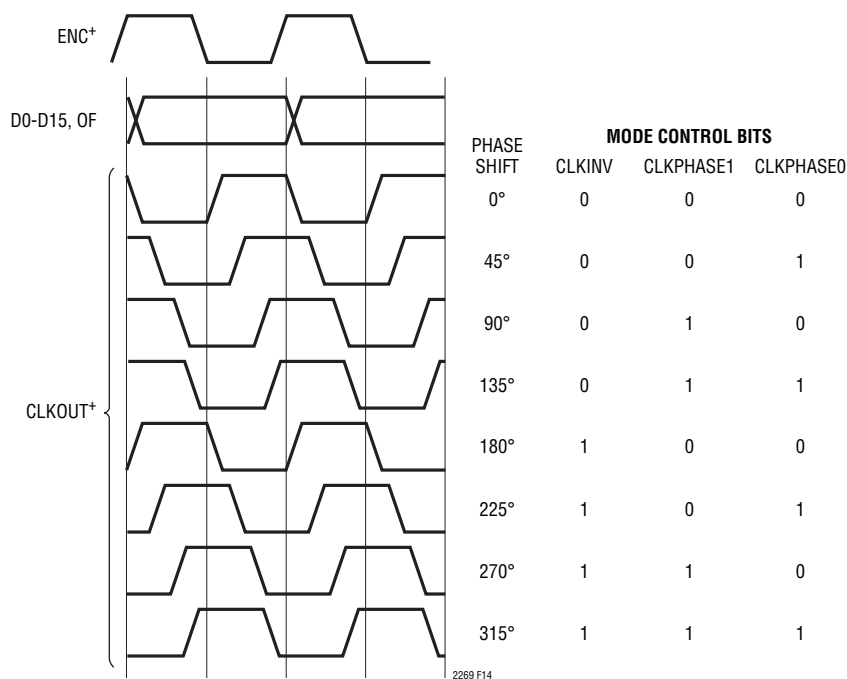 ENC+
D0-D15, OF
PHASE SHIFT
MODE CONTROL BITS
CLKINV CLKPHASE1 CLKPHASE0
0° 0 0 0
45° 0 0 1
90° 0 1 0
135° 0 1 1
CLKOUT+
180° 1 0 0
225° 1 0 1
270° 1 1 0
315° 1 1 1
2269 F14